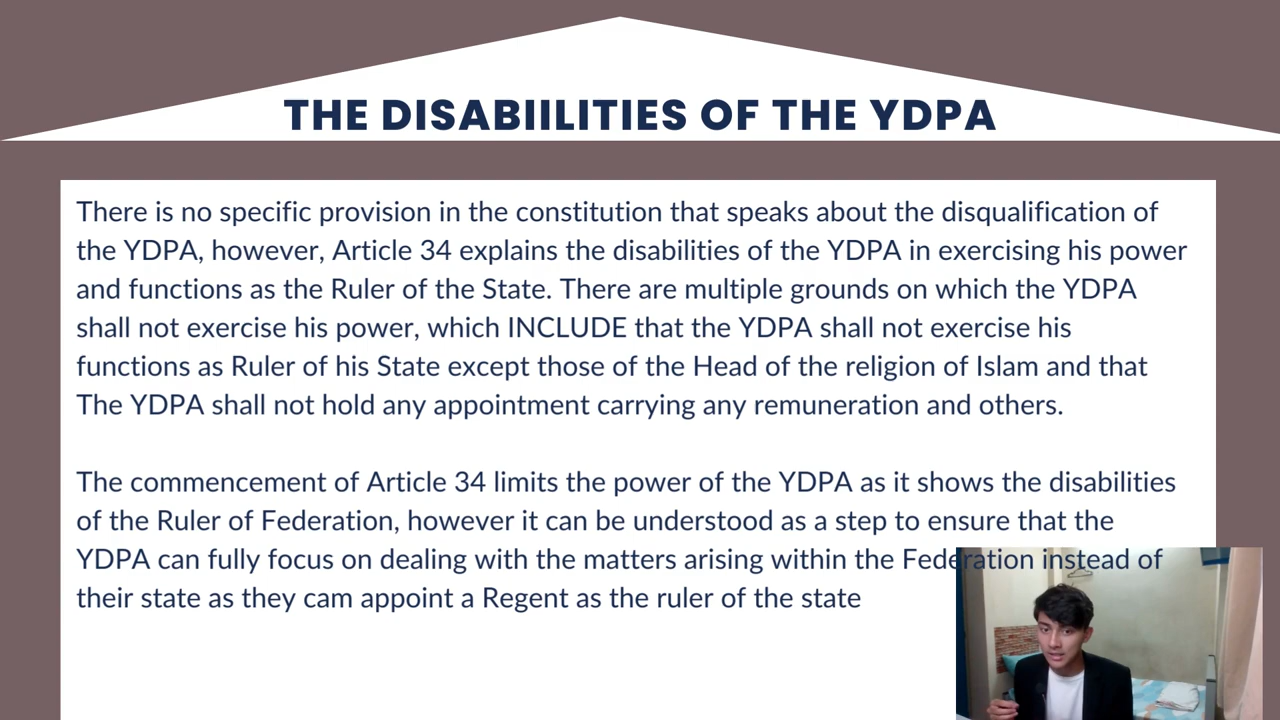 THE DISABIILITIES OF THE YDPA
There is no specific provision in the constitution that speaks about the disqualification of
the YDPA, however, Article 34 explains the disabilities of the YDPA in exercising his power
and functions as the Ruler of the State. There are multiple grounds on which the YDPA
shall not exercise his power, which INCLUDE that the YDPA shall not exercise his
functions as Ruler of his State except those of the Head of the religion of Islam and that
The YDPA shall not hold any appointment carrying any remuneration and others.
The commencement of Article 34 limits the power of the YDPA as it shows the disabilities
of the Ruler of Federation, however it can be understood as a step to ensure that the
YDPA can fully focus on dealing with the matters arising within the Federation instead of
their state as they cam appoint a Regent as the ruler of the state